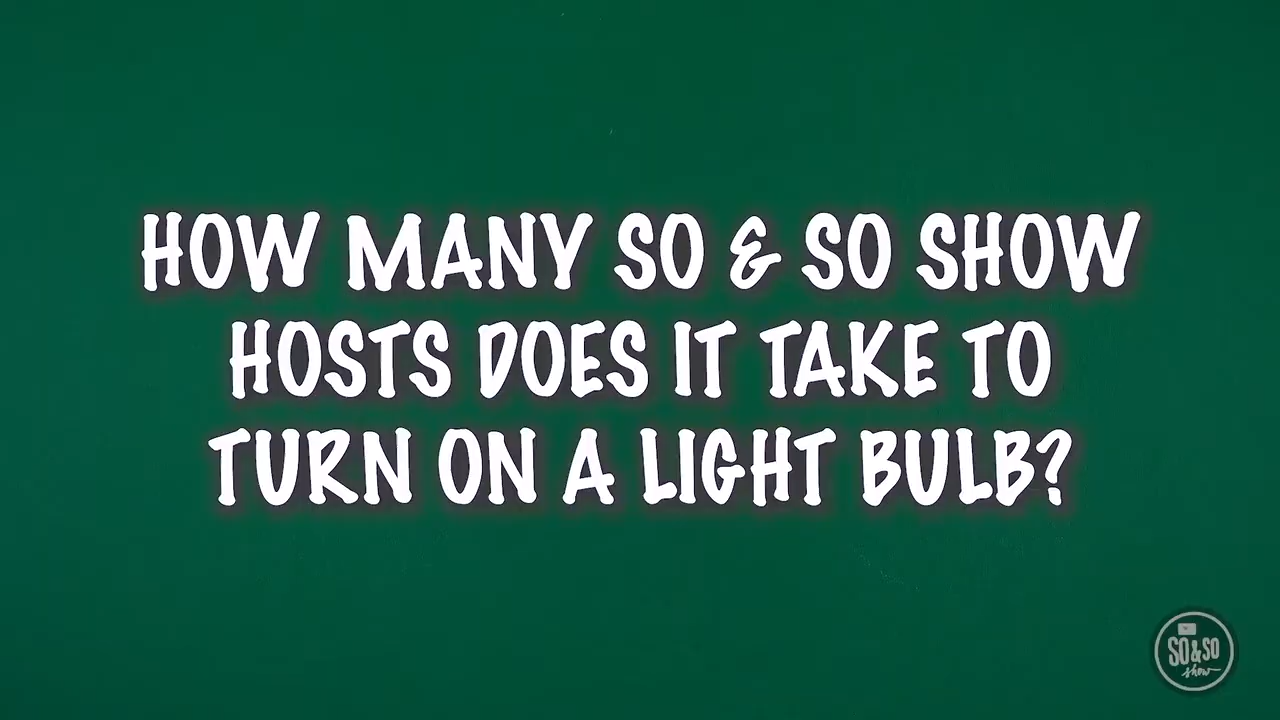 HOW MANY SO & SO SHOW
HOSTS DOES IT TAKE TO
TURN ON A LIGHT BULB?
SO&SO
show